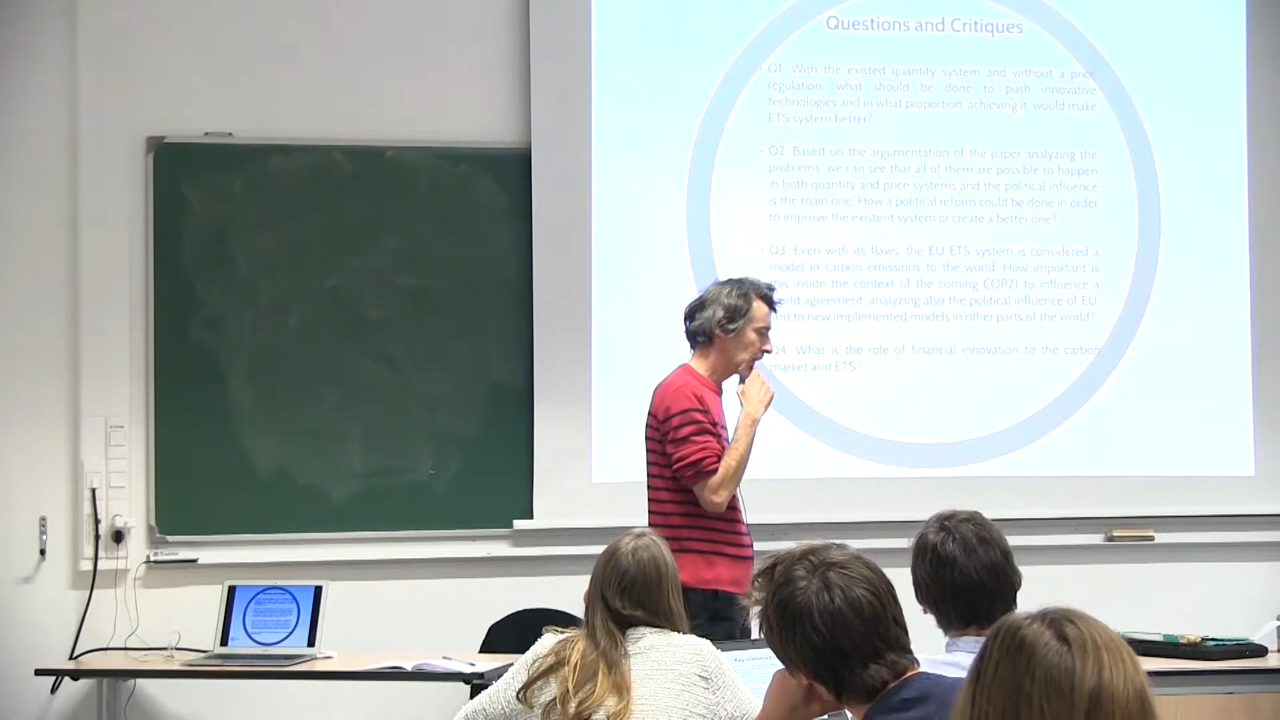 Questions and Critiques
• Q1. With the existed quantity system and without a price
regulation, what should be done to push innovative
technologies and in what proportion, achieving it, would make
ETS system better?
• Q2. Based on the argumentation of the paper analyzing the
problems, we can see that all of them are possible to happen
in both quantity and price systems and the political influence
is the main one. How a political reform could be done in order
to improve the existent system or create a better one?
• Q3. Even with its flaws, the EU ETS system is considered a
model in carbon emissions to the world. How important is
this inside the context of the coming COP21 to influence a
world agreement, analyzing also the political influence of EU
and to new implemented models in other parts of the world?
Q4. What is the role of financial innovation to the carbon
market and ETS?